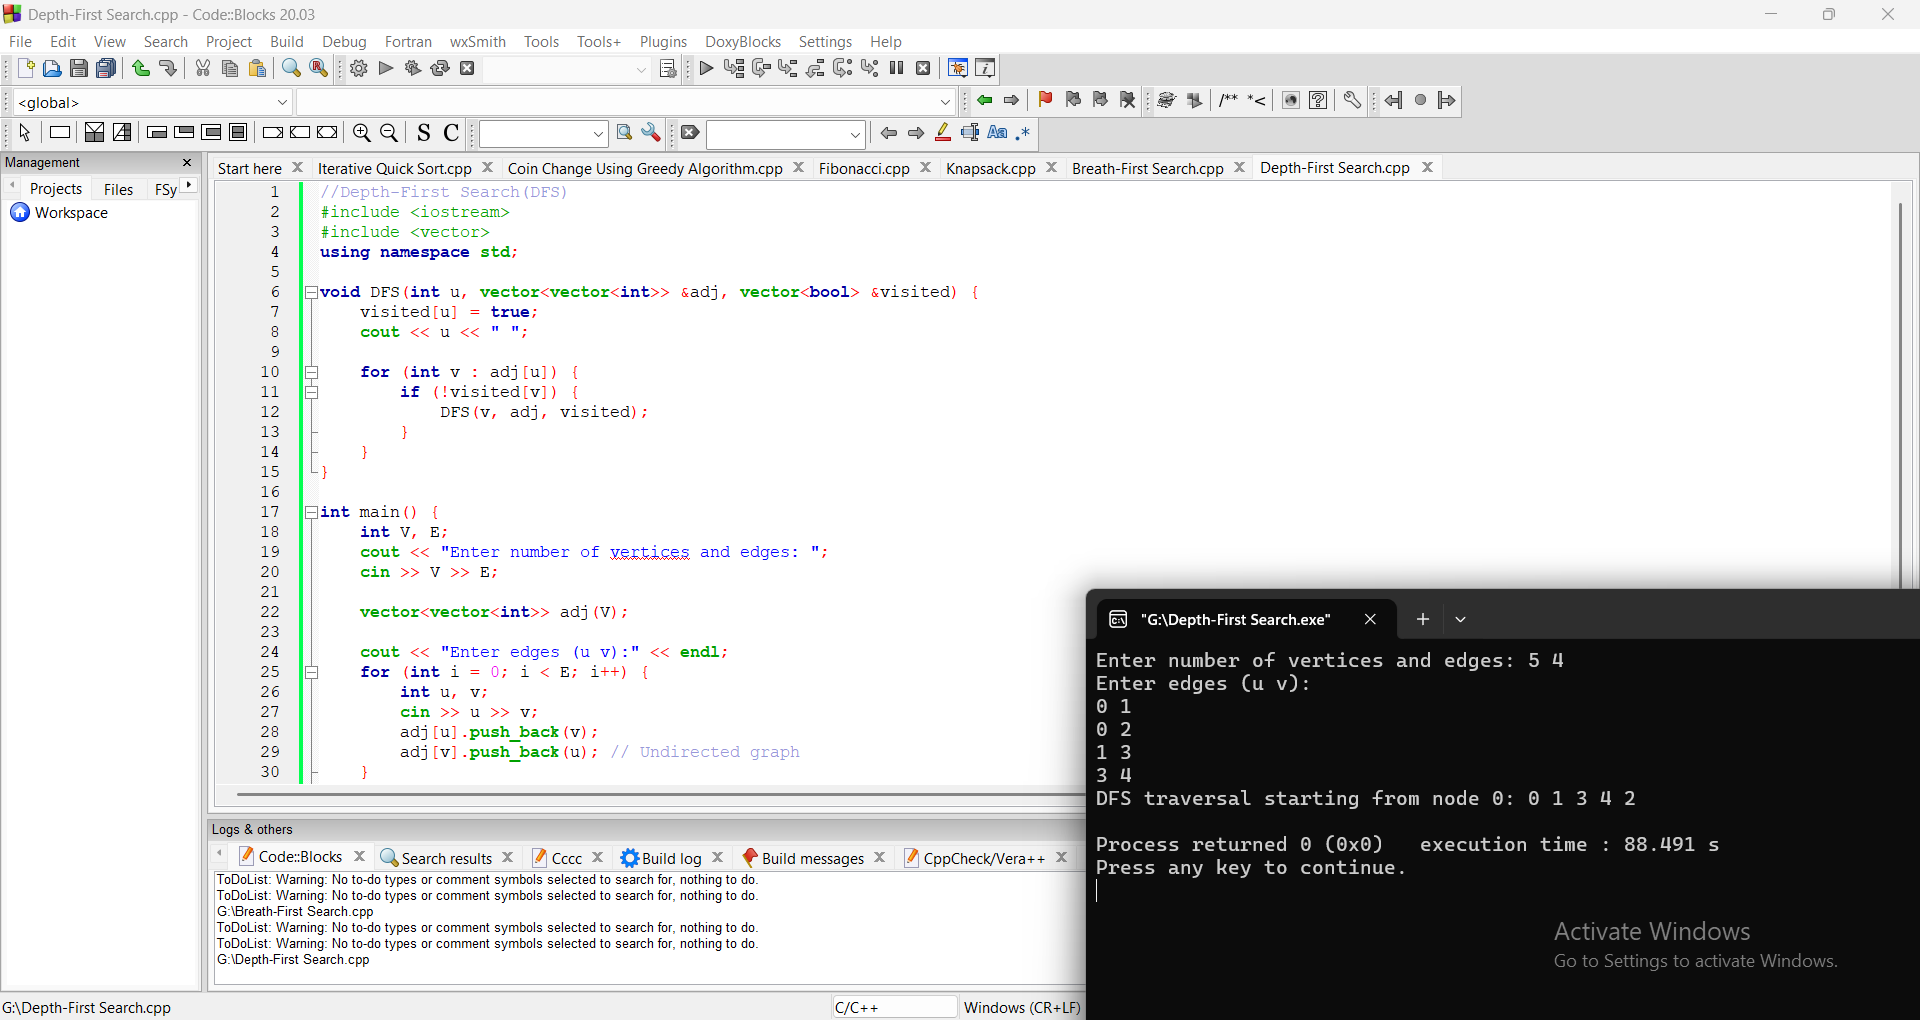 Depth-First Search.cpp - Code::Blocks 20.03
File Edit View Search Project Build Debug Fortran wxSmith Tools Tools+ Plugins DoxyBlocks Settings Help
<global>
/** *<
S C
Aa .*
Management
Start here Iterative Quick Sort.cpp Coin Change Using Greedy Algorithm.cpp Fibonacci.cpp Knapsack.cpp Breath-First Search.cpp Depth-First Search.cpp
Projects Files FSy
Workspace
1 //Depth-First Search(DFS)
2 #include <iostream>
3 #include <vector>
4 using namespace std;
5
6 void DFS(int u, vector<vector<int>> &adj, vector<bool> &visited) {
7     visited[u] = true;
8     cout << u << " ";
9
10     for (int v : adj[u]) {
11         if (!visited[v]) {
12             DFS(v, adj, visited);
13         }
14     }
15 }
16
17 int main() {
18     int V, E;
19     cout << "Enter number of vertices and edges: ";
20     cin >> V >> E;
21
22     vector<vector<int>> adj(V);
23
24     cout << "Enter edges (u v):" << endl;
25     for (int i = 0; i < E; i++) {
26         int u, v;
27         cin >> u >> v;
28         adj[u].push_back(v);
29         adj[v].push_back(u); // Undirected graph
30     }
"G:\Depth-First Search.exe"
Enter number of vertices and edges: 5 4
Enter edges (u v):
0 1
0 2
1 3
3 4
DFS traversal starting from node 0: 0 1 3 4 2
Process returned 0 (0x0)   execution time : 88.491 s
Press any key to continue.
Logs & others
Code::Blocks Search results Cccc Build log Build messages CppCheck/Vera++
ToDoList: Warning: No to-do types or comment symbols selected to search for, nothing to do.
ToDoList: Warning: No to-do types or comment symbols selected to search for, nothing to do.
G:\Breath-First Search.cpp
ToDoList: Warning: No to-do types or comment symbols selected to search for, nothing to do.
ToDoList: Warning: No to-do types or comment symbols selected to search for, nothing to do.
G:\Depth-First Search.cpp
Activate Windows
Go to Settings to activate Windows.
G:\Depth-First Search.cpp C/C++ Windows (CR+LF)